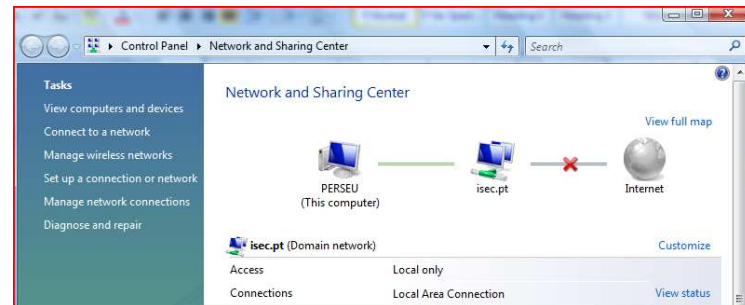 Control Panel Network and Sharing Center Search
Tasks
View computers and devices
Connect to a network
Manage wireless networks
Set up a connection or network
Manage network connections
Diagnose and repair
Network and Sharing Center
View full map
PERSEU
(This computer)
isec.pt
Internet
isec.pt (Domain network) Customize
Access Local only
Connections Local Area Connection View status